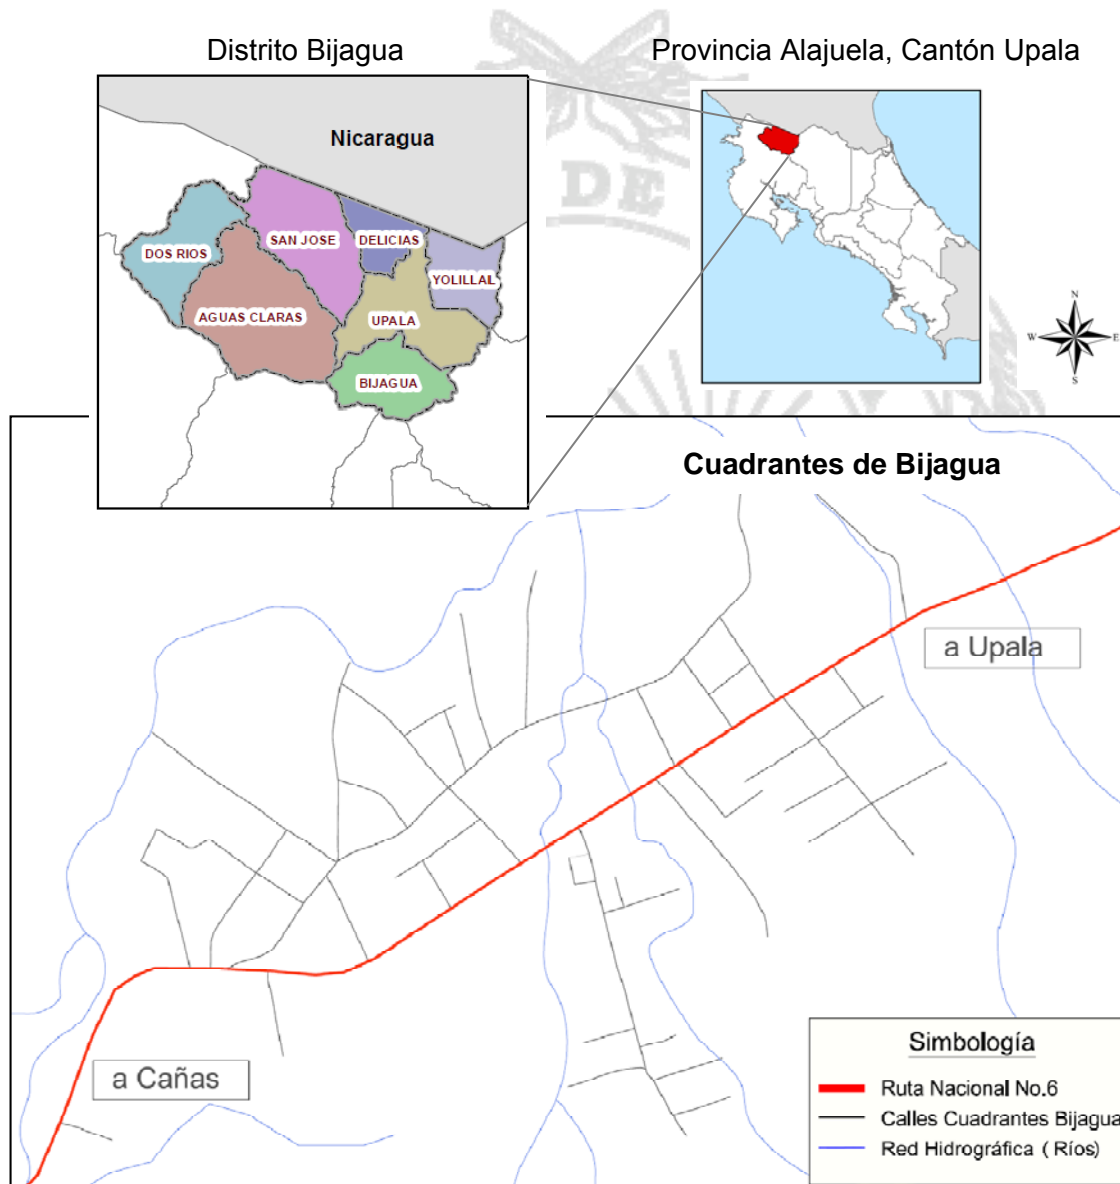 Distrito Bijagua
Provincia Alajuela, Cantón Upala
DE
Nicaragua
DOS RIOS
SAN JOSE
DELICIAS
YOLILLAL
AGUAS CLARAS
UPALA
BIJAGUA
N
W
E
S
Cuadrantes de Bijagua
a Upala
a Cañas
Simbología
Ruta Nacional No.6
Calles Cuadrantes Bijagua
Red Hidrográfica ( Ríos)